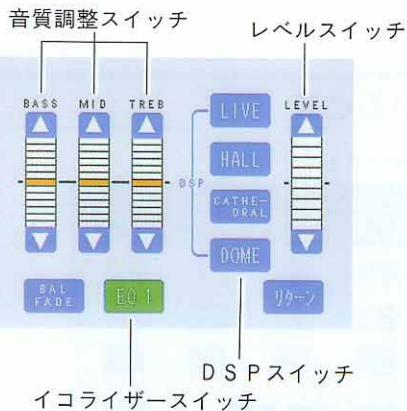 音質調整スイッチ
レベルスイッチ
BASS MID TREB
LEVEL
LIVE
HALL
DSP
CATHE-
DRAL
DOME
BAL
FADE
EQ 1
リターン
DSPスイッチ
イコライザースイッチ